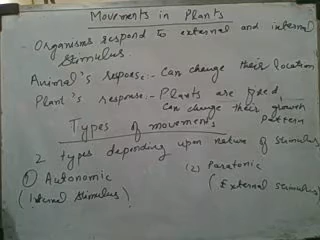 Movements in Plants
- Organisms respond to external and internal
stimulus.
Animal's reponse:- Can change their location
Plant's response:- Plants are fixed,
Can change their growth
pattern
Types of movements
2 types depending upon nature of stimulus
① Autonomic
(2) Paratonic
(Internal stimulus)
(External stimulus)